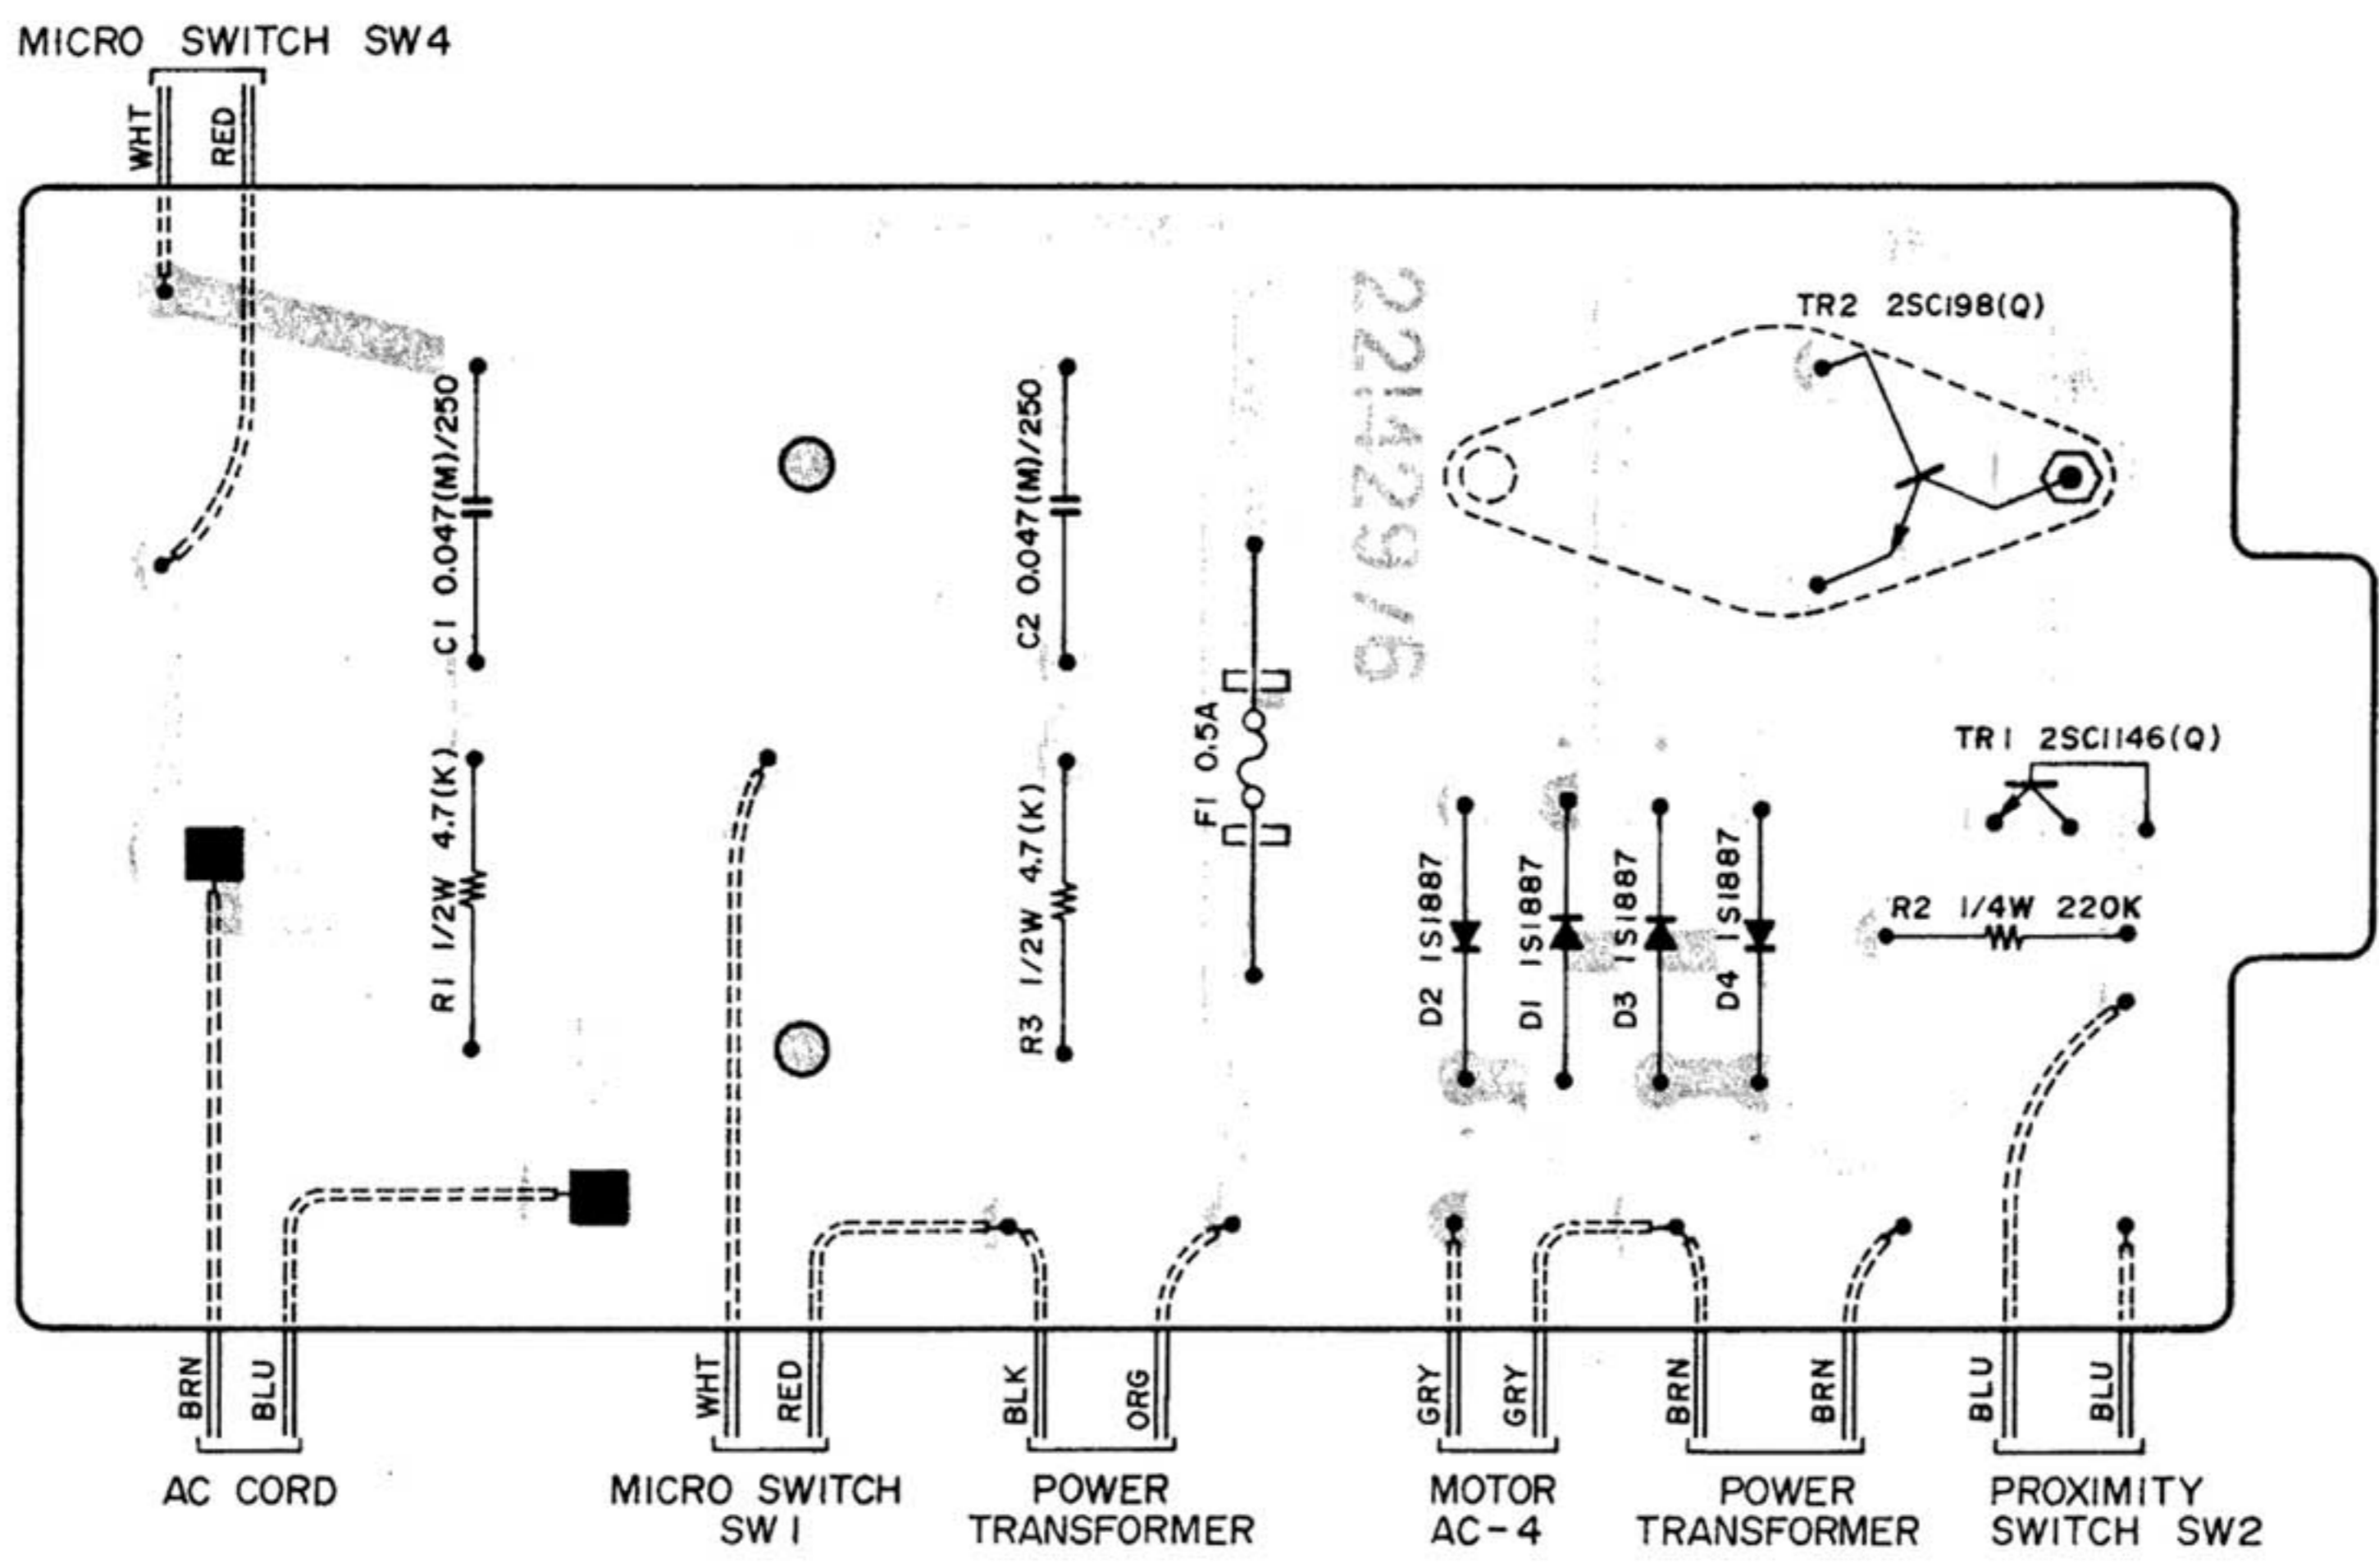 MICRO SWITCH SW4
WHT
RED
TR2 2SC198(Q)
C1 0.047(M)/250
C2 0.047(M)/250
22142976
F1 0.5A
TR1 2SC1146(Q)
R1 1/2W 4.7(K)
R3 1/2W 4.7(K)
D2 1S1887
D1 1S1887
D3 1S1887
D4 1S1887
R2 1/4W 220K
BRN
BLU
WHT
RED
BLK
ORG
GRY
GRY
BRN
BRN
BLU
BLU
AC CORD
MICRO SWITCH
SW1
POWER
TRANSFORMER
MOTOR
AC-4
POWER
TRANSFORMER
PROXIMITY
SWITCH SW2